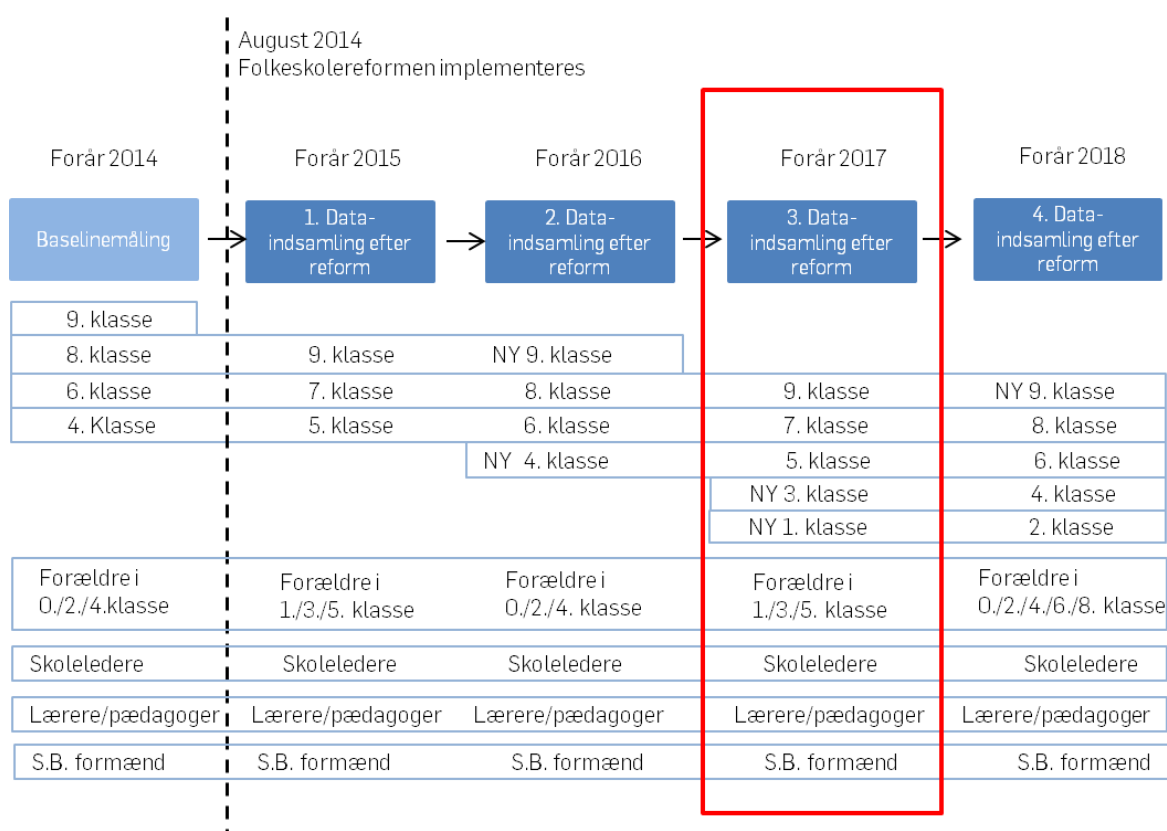 August 2014
Folkeskolereformen implementeres
Forår 2014 Forår 2015 Forår 2016 Forår 2017 Forår 2018
Baselinemåling
1. Data-
indsamling efter
reform
2. Data-
indsamling efter
reform
3. Data-
indsamling efter
reform
4. Data-
indsamling efter
reform
9. klasse
8. klasse 9. klasse NY 9. klasse
6. klasse 7. klasse 8. klasse 9. klasse NY 9. klasse
4. Klasse 5. klasse 6. klasse 7. klasse 8. klasse
NY 4. klasse 5. klasse 6. klasse
NY 3. klasse 4. klasse
NY 1. klasse 2. klasse
Forældre i
0./2./4.klasse
Forældre i
1./3./5. klasse
Forældre i
0./2./4. klasse
Forældre i
1./3./5. klasse
Forældre i
0./2./4./6./8. klasse
Skoleledere Skoleledere Skoleledere Skoleledere Skoleledere
Lærere/pædagoger Lærere/pædagoger Lærere/pædagoger Lærere/pædagoger Lærere/pædagoger
S.B. formænd S.B. formænd S.B. formænd S.B. formænd S.B. formænd